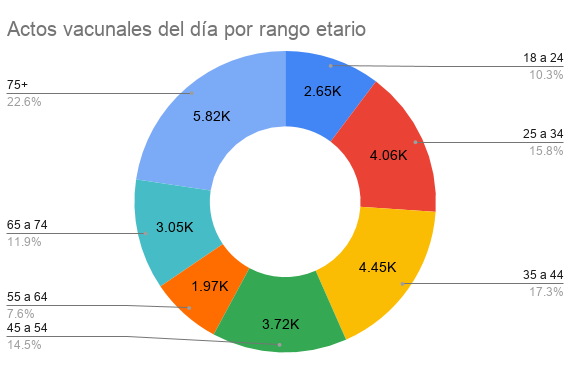 Actos vacunales del día por rango etario
18 a 24
10.3%
2.65K
25 a 34
15.8%
4.06K
35 a 44
17.3%
4.45K
45 a 54
14.5%
3.72K
55 a 64
7.6%
1.97K
65 a 74
11.9%
3.05K
75+
22.6%
5.82K